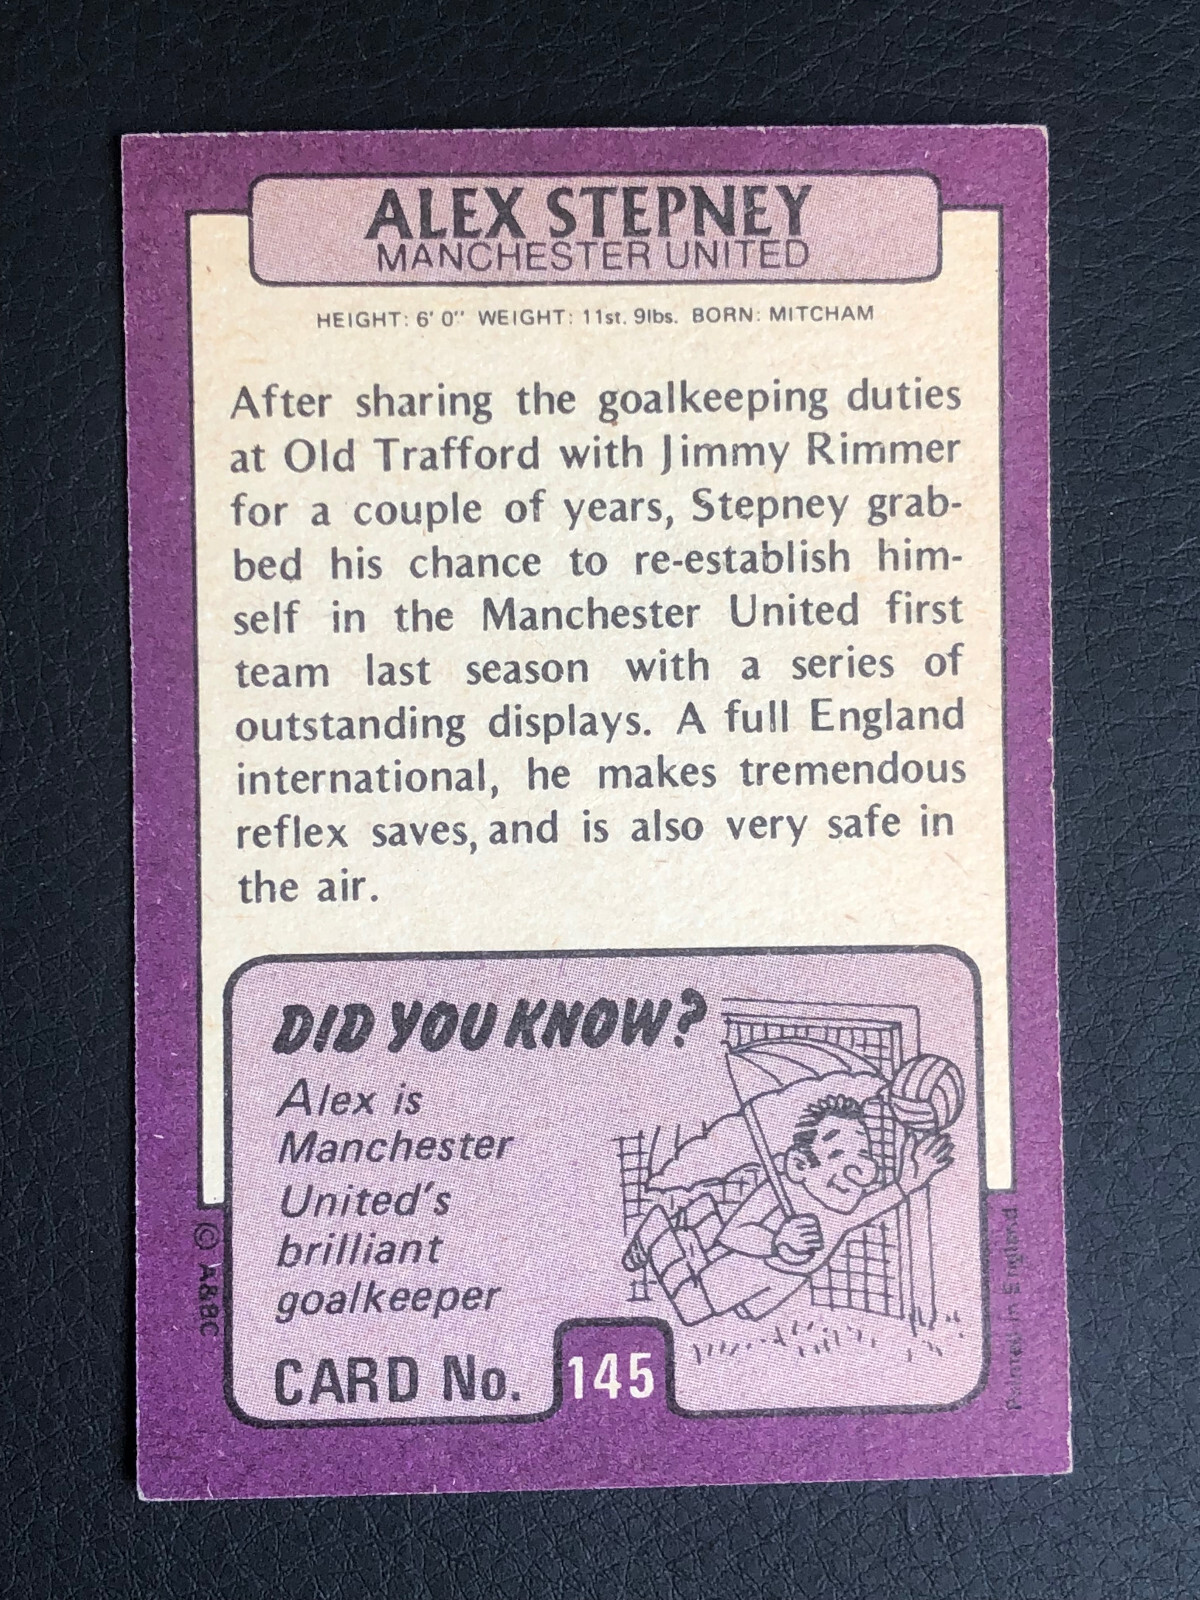 ALEX STEPNEY
MANCHESTER UNITED
HEIGHT: 6' 0" WEIGHT: 11st. 9lbs. BORN: MITCHAM
After sharing the goalkeeping duties
at Old Trafford with Jimmy Rimmer
for a couple of years, Stepney grab-
bed his chance to re-establish him-
self in the Manchester United first
team last season with a series of
outstanding displays. A full England
international, he makes tremendous
reflex saves, and is also very safe in
the air.
DID YOU KNOW?
Alex is
Manchester
United's
brilliant
goalkeeper
CARD No. 145
© A&BC
Printed in England